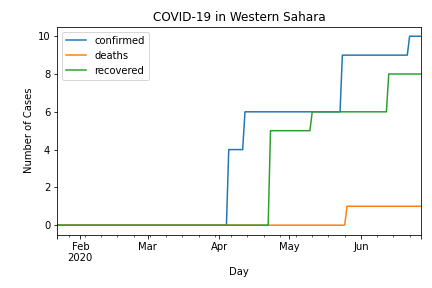 COVID-19 in Western Sahara
confirmed
deaths
recovered
Number of Cases
10
8
6
4
2
0
Feb Mar Apr May Jun
2020
Day